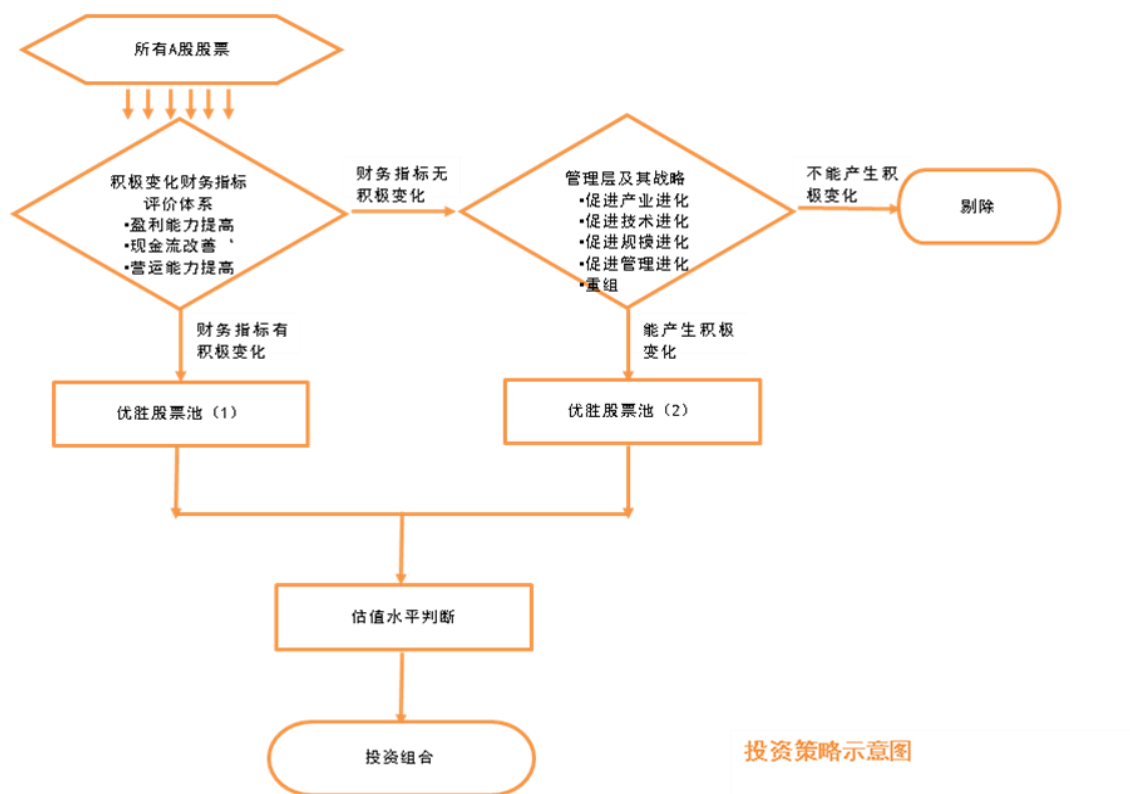 所有A股股票
积极变化财务指标
评价体系
▪盈利能力提高
▪现金流改善 、
▪营运能力提高
财务指标无
积极变化
管理层及其战略
▪促进产业进化
▪促进技术进化
▪促进规模进化
▪促进管理进化
▪重组
不能产生积
极变化
剔除
财务指标有
积极变化
能产生积极
变化
优胜股票池（1）
优胜股票池（2）
估值水平判断
投资组合
投资策略示意图